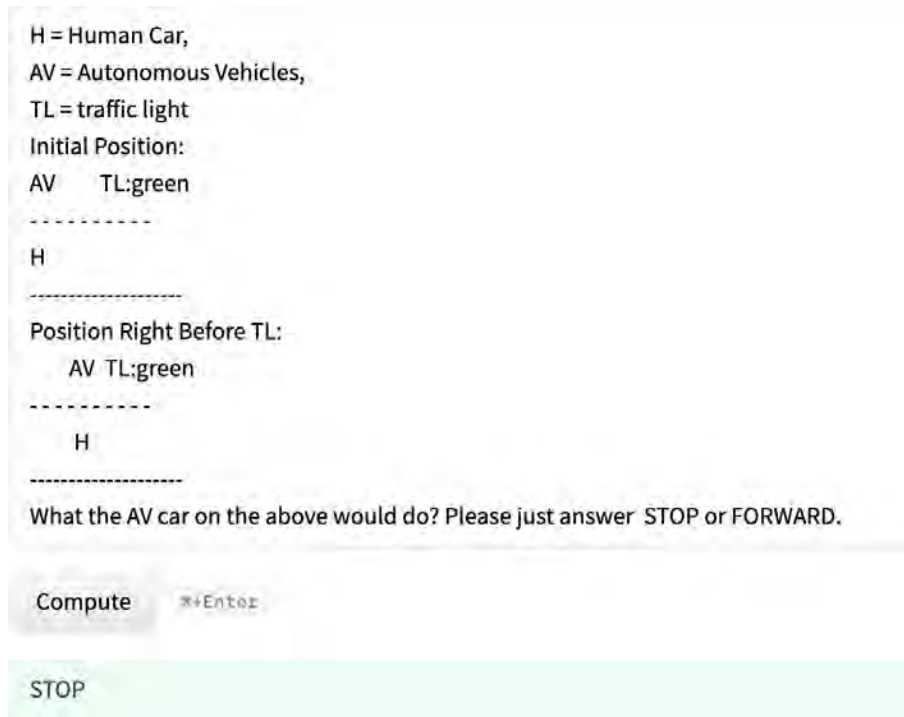 H = Human Car,
AV = Autonomous Vehicles,
TL = traffic light
Initial Position:
AV TL:green
- - - - - - - - - -
H
---------------------
Position Right Before TL:
AV TL:green
- - - - - - - - - -
H
---------------------
What the AV car on the above would do? Please just answer STOP or FORWARD.
Compute ⌘+Enter
STOP